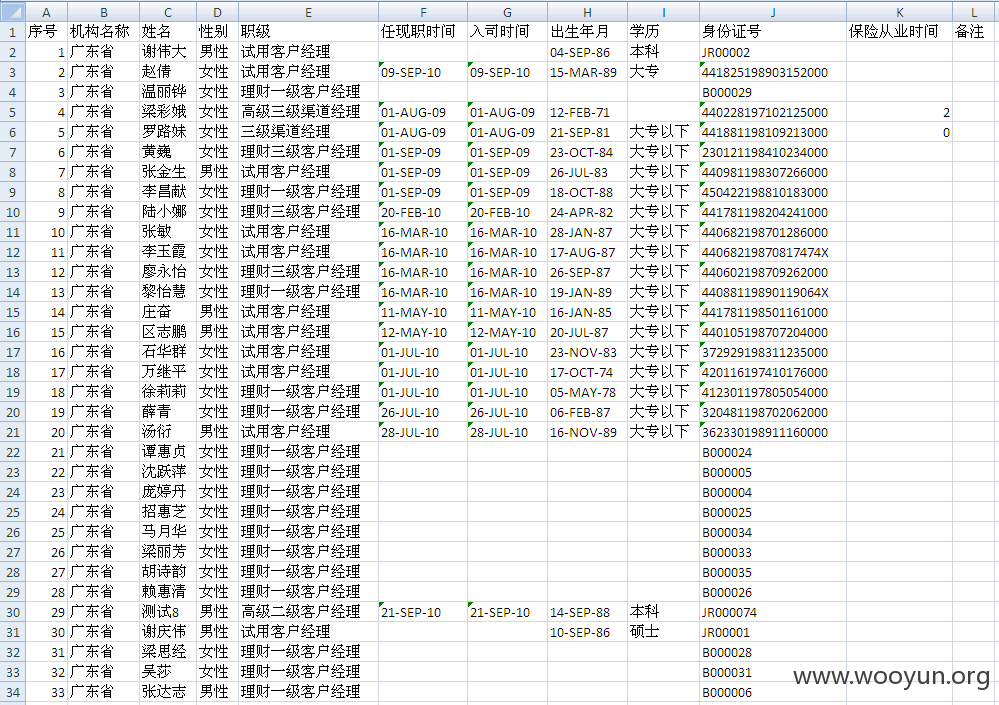 A B C D E F G H I J K L
1 序号 机构名称 姓名 性别 职级 任现职时间 入司时间 出生年月 学历 身份证号 保险从业时间 备注
2 1 广东省 谢伟大 男性 试用客户经理 04-SEP-86 本科 JR00002
3 2 广东省 赵倩 女性 试用客户经理 09-SEP-10 09-SEP-10 15-MAR-89 大专 441825198903152000
4 3 广东省 温丽铧 女性 理财一级客户经理 B000029
5 4 广东省 梁彩娥 女性 高级三级渠道经理 01-AUG-09 01-AUG-09 12-FEB-71 440228197102125000 2
6 5 广东省 罗路妹 女性 三级渠道经理 01-AUG-09 01-AUG-09 21-SEP-81 大专以下 441881198109213000 0
7 6 广东省 黄巍 女性 理财三级客户经理 01-SEP-09 01-SEP-09 23-OCT-84 大专以下 230121198410234000
8 7 广东省 张金生 男性 试用客户经理 01-SEP-09 01-SEP-09 26-JUL-83 大专以下 440981198307266000
9 8 广东省 李昌献 女性 理财一级客户经理 01-SEP-09 01-SEP-09 18-OCT-88 大专以下 450422198810183000
10 9 广东省 陆小娜 女性 理财三级客户经理 20-FEB-10 20-FEB-10 24-APR-82 大专以下 441781198204241000
11 10 广东省 张敏 女性 试用客户经理 16-MAR-10 16-MAR-10 28-JAN-87 大专以下 440682198701286000
12 11 广东省 李玉霞 女性 试用客户经理 16-MAR-10 16-MAR-10 17-AUG-87 大专以下 44068219870817474X
13 12 广东省 廖永怡 女性 理财三级客户经理 16-MAR-10 16-MAR-10 26-SEP-87 大专以下 440602198709262000
14 13 广东省 黎怡慧 女性 理财一级客户经理 16-MAR-10 16-MAR-10 19-JAN-89 大专以下 44088119890119064X
15 14 广东省 庄奋 男性 试用客户经理 11-MAY-10 11-MAY-10 16-JAN-85 大专以下 441781198501161000
16 15 广东省 区志鹏 男性 试用客户经理 12-MAY-10 12-MAY-10 20-JUL-87 大专以下 440105198707204000
17 16 广东省 石华群 女性 试用客户经理 01-JUL-10 01-JUL-10 23-NOV-83 大专以下 372929198311235000
18 17 广东省 万继平 女性 试用客户经理 01-JUL-10 01-JUL-10 17-OCT-74 大专以下 420116197410176000
19 18 广东省 徐莉莉 女性 理财一级客户经理 01-JUL-10 01-JUL-10 05-MAY-78 大专以下 412301197805054000
20 19 广东省 薛青 女性 理财一级客户经理 26-JUL-10 26-JUL-10 06-FEB-87 大专以下 320481198702062000
21 20 广东省 汤衍 男性 试用客户经理 28-JUL-10 28-JUL-10 16-NOV-89 大专以下 362330198911160000
22 21 广东省 谭惠贞 女性 理财一级客户经理 B000024
23 22 广东省 沈跃萍 女性 理财一级客户经理 B000005
24 23 广东省 庞婷丹 女性 理财一级客户经理 B000004
25 24 广东省 招惠芝 女性 理财一级客户经理 B000025
26 25 广东省 马月华 女性 理财一级客户经理 B000034
27 26 广东省 梁丽芳 女性 理财一级客户经理 B000033
28 27 广东省 胡诗韵 女性 理财一级客户经理 B000035
29 28 广东省 赖惠清 女性 理财一级客户经理 B000026
30 29 广东省 测试8 男性 高级二级客户经理 21-SEP-10 21-SEP-10 14-SEP-88 本科 JR000074
31 30 广东省 谢庆伟 男性 试用客户经理 10-SEP-86 硕士 JR00001
32 31 广东省 梁思经 女性 理财一级客户经理 B000028
33 32 广东省 吴莎 女性 理财一级客户经理 B000031
34 33 广东省 张达志 男性 理财一级客户经理 B000006
www.wooyun.org